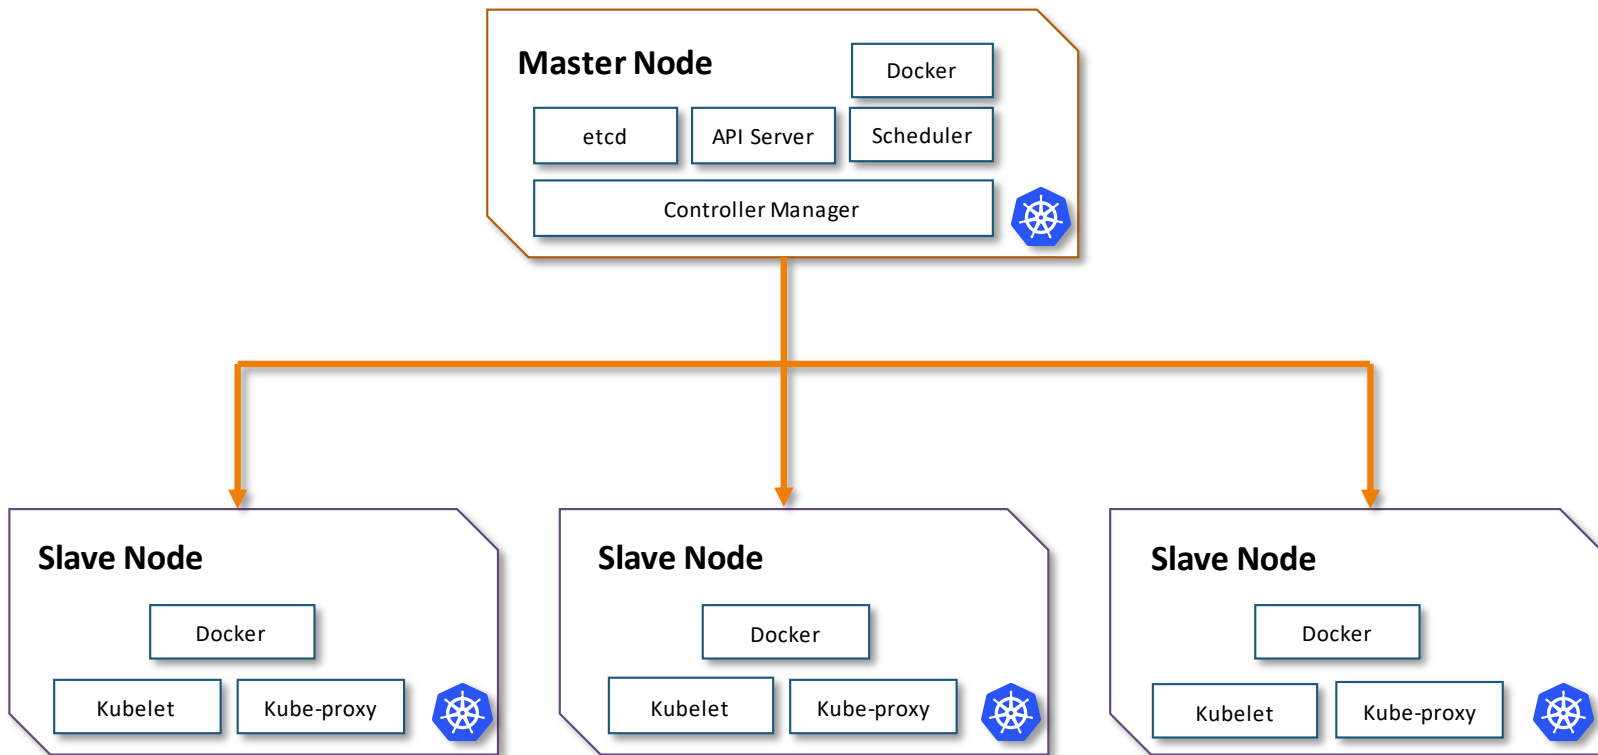 Master Node
Docker
etcd
API Server
Scheduler
Controller Manager
Slave Node
Docker
Kubelet
Kube-proxy
Slave Node
Docker
Kubelet
Kube-proxy
Slave Node
Docker
Kubelet
Kube-proxy